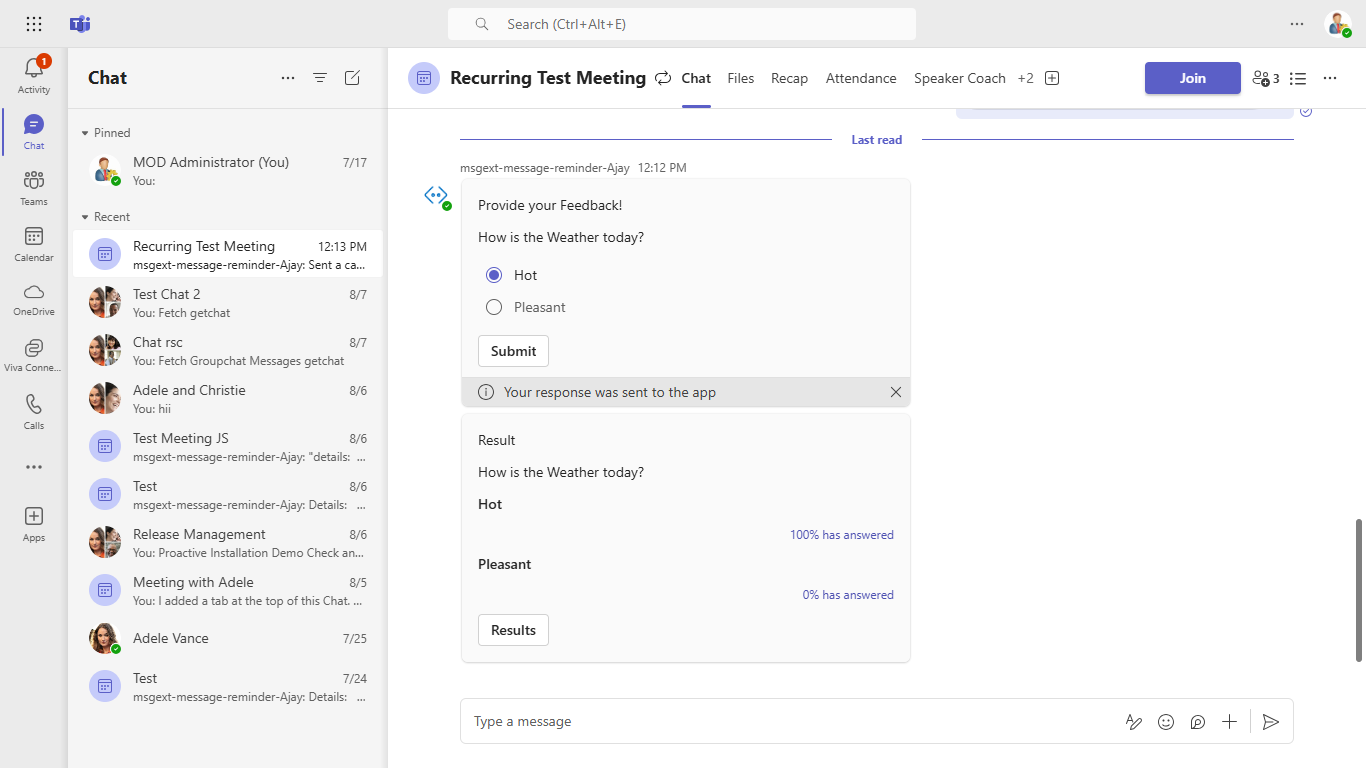 Search (Ctrl+Alt+E)
1
Activity
Chat
Teams
Calendar
OneDrive
Viva Conne...
Calls
Apps
Chat
Pinned
MOD Administrator (You) 7/17
You:
Recent
Recurring Test Meeting 12:13 PM
msgext-message-reminder-Ajay: Sent a ca...
Test Chat 2 8/7
You: Fetch getchat
Chat rsc 8/7
You: Fetch Groupchat Messages getchat
Adele and Christie 8/6
You: hii
Test Meeting JS 8/6
msgext-message-reminder-Ajay: "details: ...
Test 8/6
msgext-message-reminder-Ajay: Details: ...
Release Management 8/6
You: Proactive Installation Demo Check an...
Meeting with Adele 8/5
You: I added a tab at the top of this Chat. ...
Adele Vance 7/25
Test 7/24
msgext-message-reminder-Ajay: Details: ...
Recurring Test Meeting Chat Files Recap Attendance Speaker Coach +2 Join 3
Last read
msgext-message-reminder-Ajay 12:12 PM
Provide your Feedback!
How is the Weather today?
Hot
Pleasant
Submit
Your response was sent to the app
Result
How is the Weather today?
Hot
100% has answered
Pleasant
0% has answered
Results
Type a message